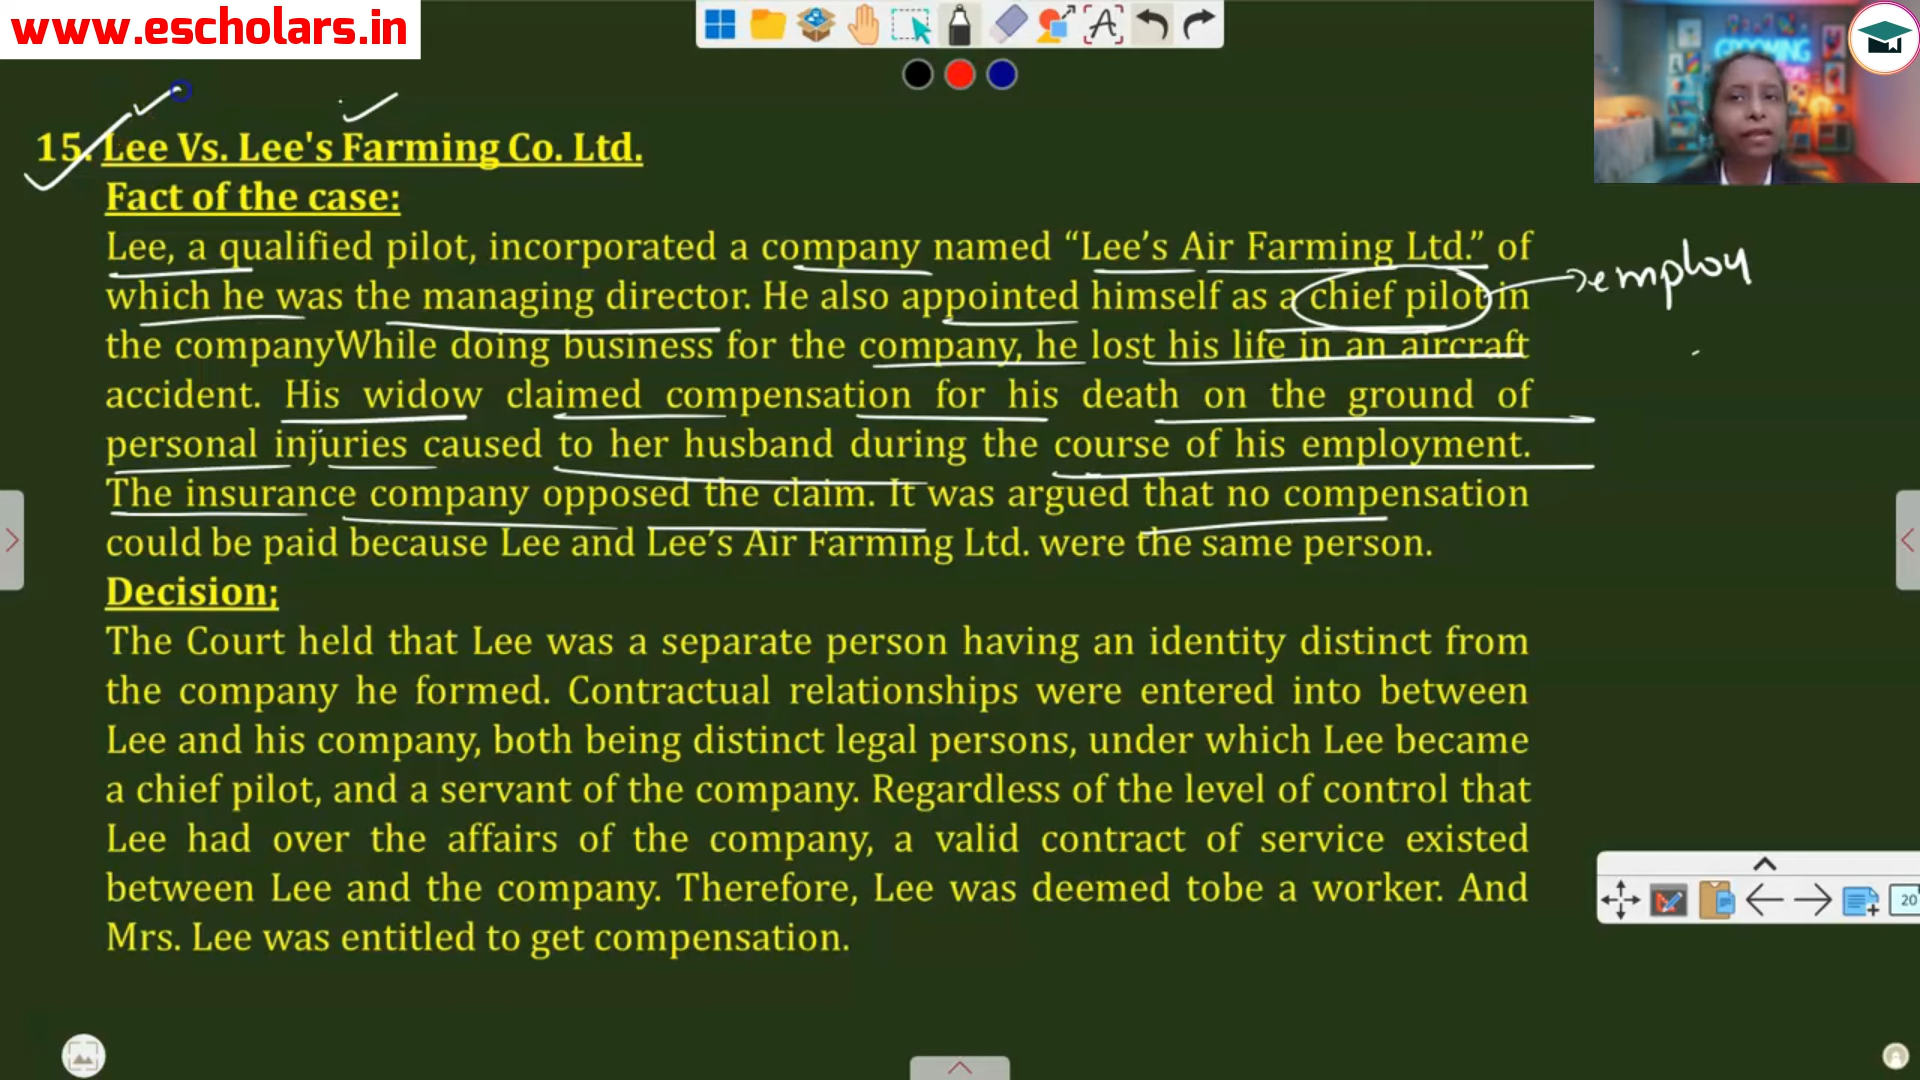 www.escholars.in
15. Lee Vs. Lee's Farming Co. Ltd.
Fact of the case:
Lee, a qualified pilot, incorporated a company named “Lee’s Air Farming Ltd.” of
which he was the managing director. He also appointed himself as a chief pilot in
employ
the companyWhile doing business for the company, he lost his life in an aircraft
accident. His widow claimed compensation for his death on the ground of
personal injuries caused to her husband during the course of his employment.
The insurance company opposed the claim. It was argued that no compensation
could be paid because Lee and Lee’s Air Farming Ltd. were the same person.
Decision;
The Court held that Lee was a separate person having an identity distinct from
the company he formed. Contractual relationships were entered into between
Lee and his company, both being distinct legal persons, under which Lee became
a chief pilot, and a servant of the company. Regardless of the level of control that
Lee had over the affairs of the company, a valid contract of service existed
between Lee and the company. Therefore, Lee was deemed tobe a worker. And
Mrs. Lee was entitled to get compensation.
20